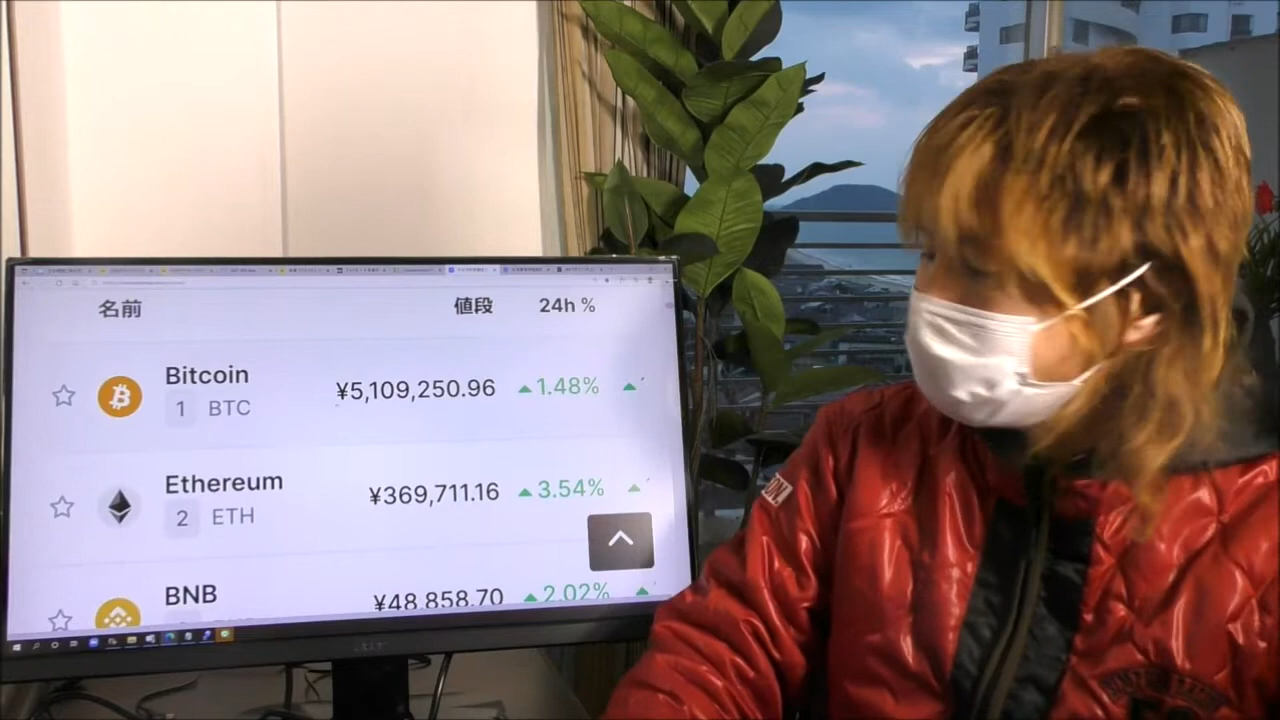 名前 値段 24h %
Bitcoin
1 BTC
¥5,109,250.96 1.48%
Ethereum
2 ETH
¥369,711.16 3.54%
BNB
¥48,858.70 2.02%